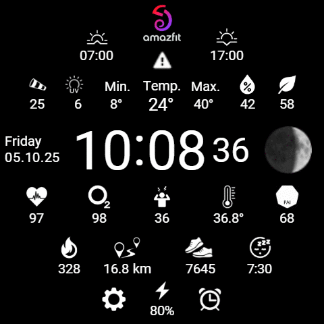 amazfit
07:00 17:00
Min. Temp. Max.
25 6 8° 24° 40° 42 58
Friday
05.10.25
10:08 36
O2
97 98 36 36.8° 68
328 16.8 km 7645 7:30
80%